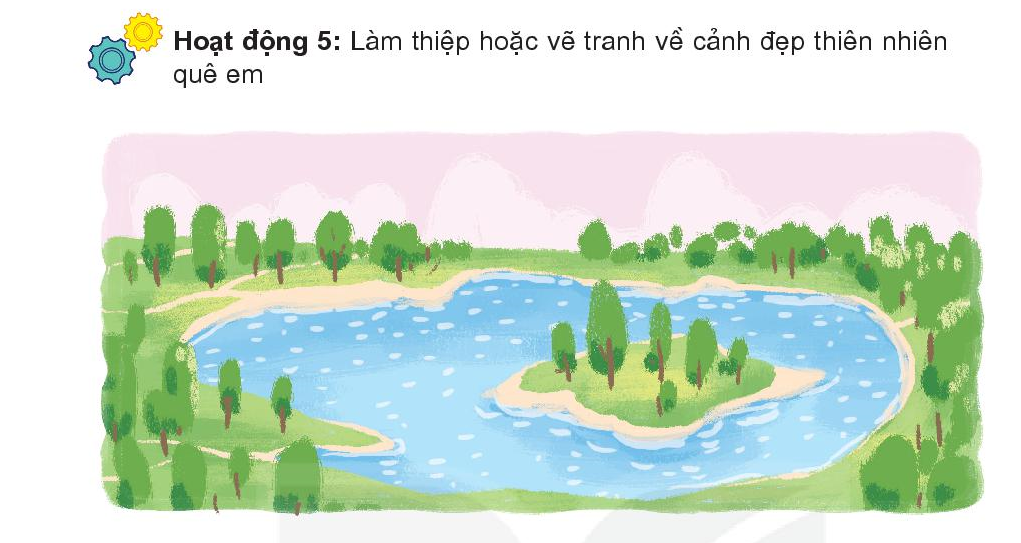 Hoạt động 5: Làm thiệp hoặc vẽ tranh về cảnh đẹp thiên nhiên
quê em